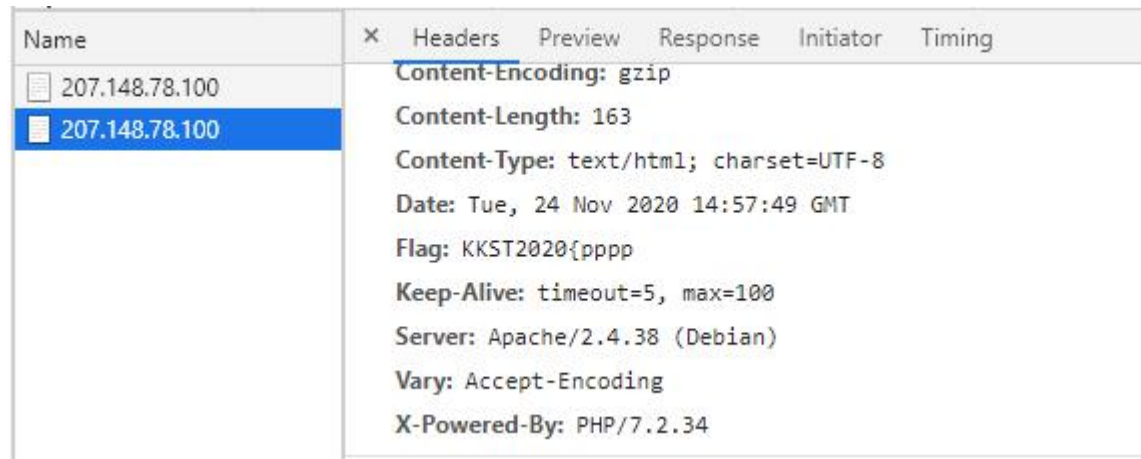 Name
207.148.78.100
207.148.78.100
× Headers Preview Response Initiator Timing
Content-Encoding: gzip
Content-Length: 163
Content-Type: text/html; charset=UTF-8
Date: Tue, 24 Nov 2020 14:57:49 GMT
Flag: KKST2020{pppp
Keep-Alive: timeout=5, max=100
Server: Apache/2.4.38 (Debian)
Vary: Accept-Encoding
X-Powered-By: PHP/7.2.34